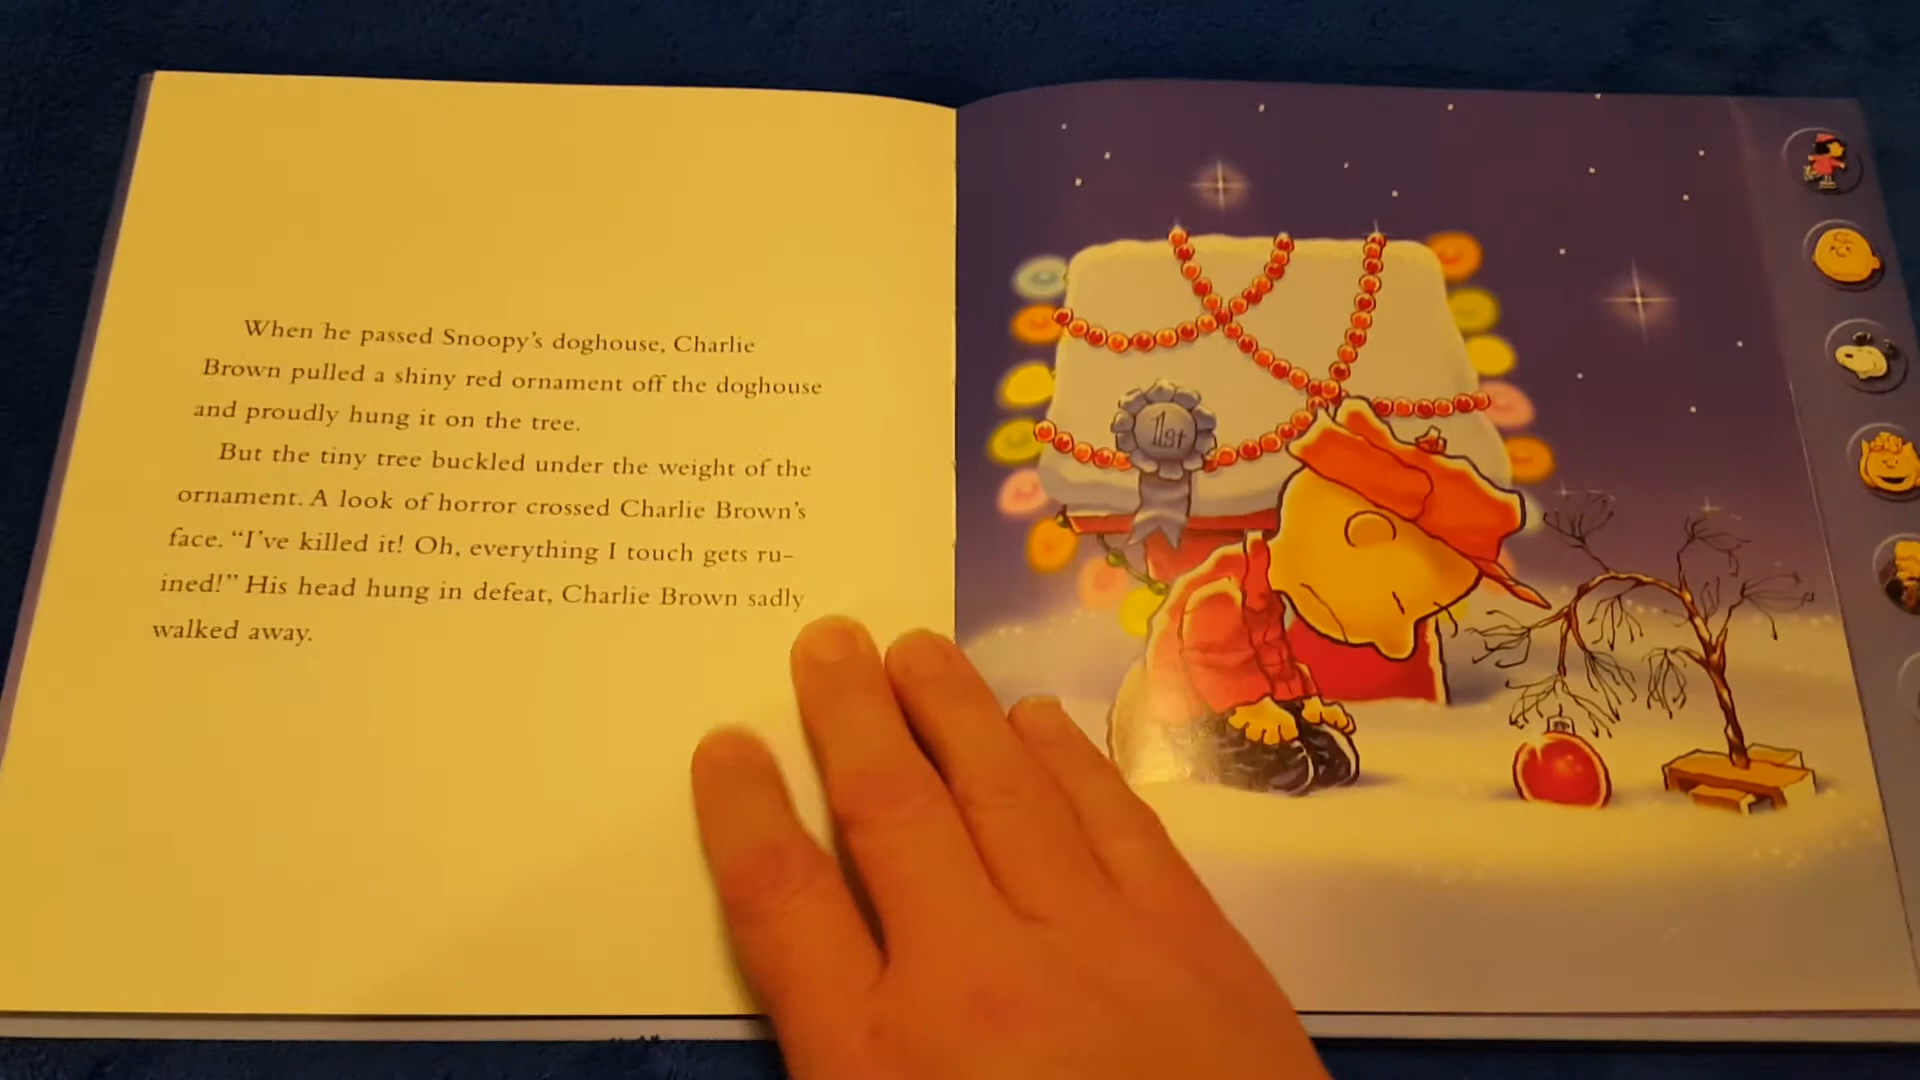 When he passed Snoopy's doghouse, Charlie
Brown pulled a shiny red ornament off the doghouse
and proudly hung it on the tree.
But the tiny tree buckled under the weight of the
ornament. A look of horror crossed Charlie Brown's
face. “I've killed it! Oh, everything I touch gets ru-
ined!” His head hung in defeat, Charlie Brown sadly
walked away.
1st